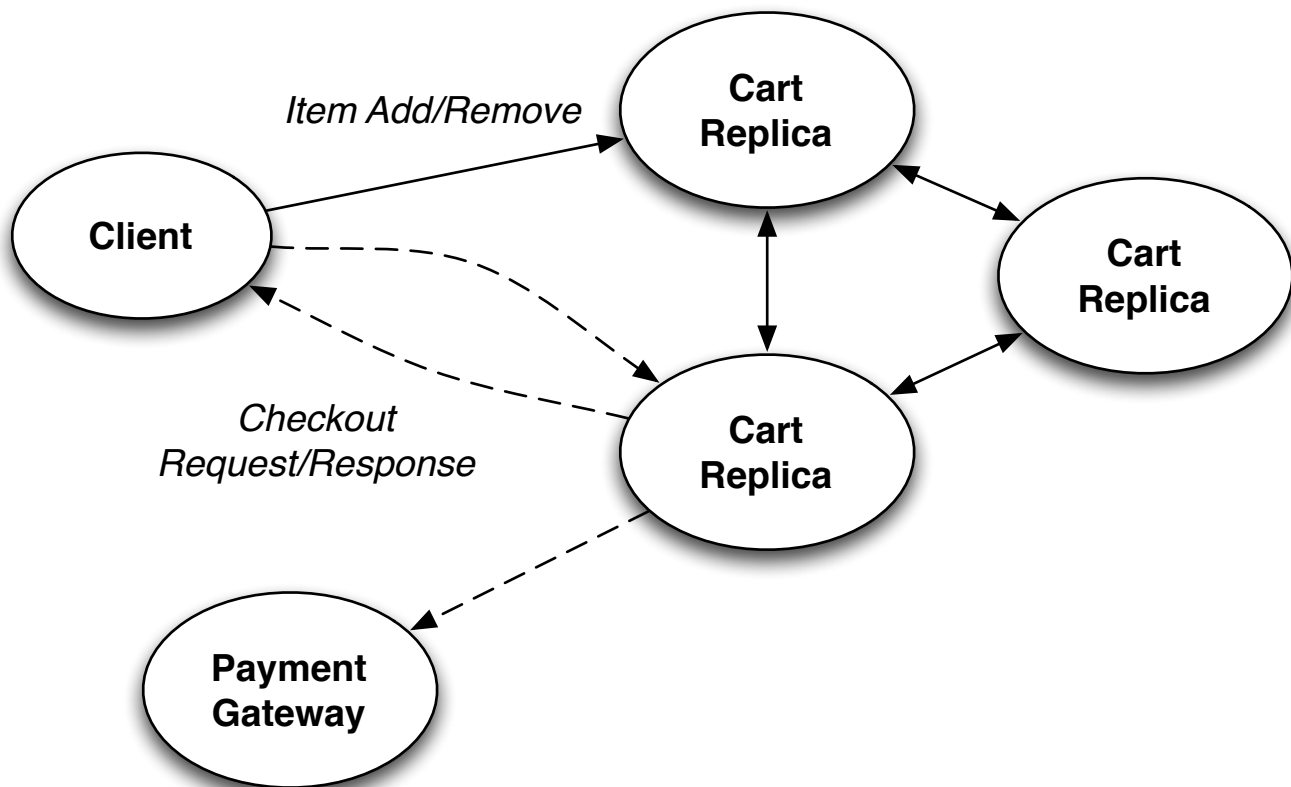 Cart
Replica
Item Add/Remove
Client
Cart
Replica
Checkout
Request/Response
Cart
Replica
Payment
Gateway